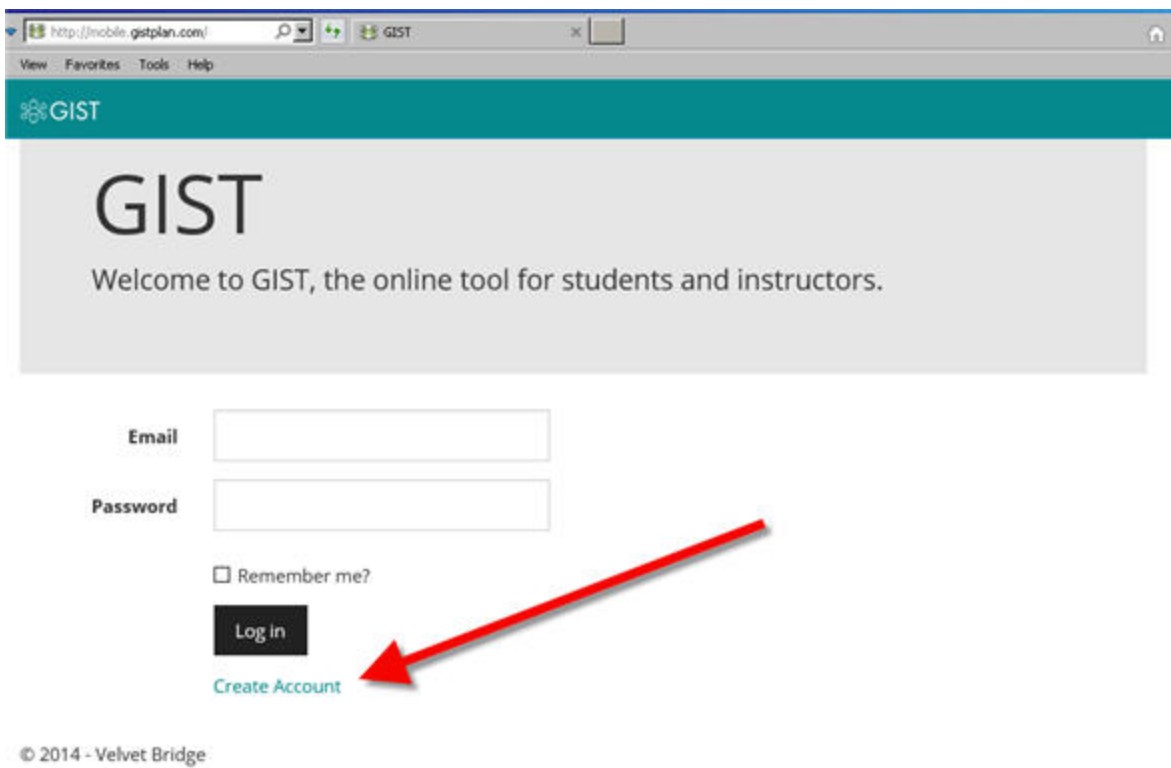 http://mobile.gistplan.com/ GIST
View Favorites Tools Help
GIST
GIST
Welcome to GIST, the online tool for students and instructors.
Email
Password
Remember me?
Log in
Create Account
© 2014 - Velvet Bridge